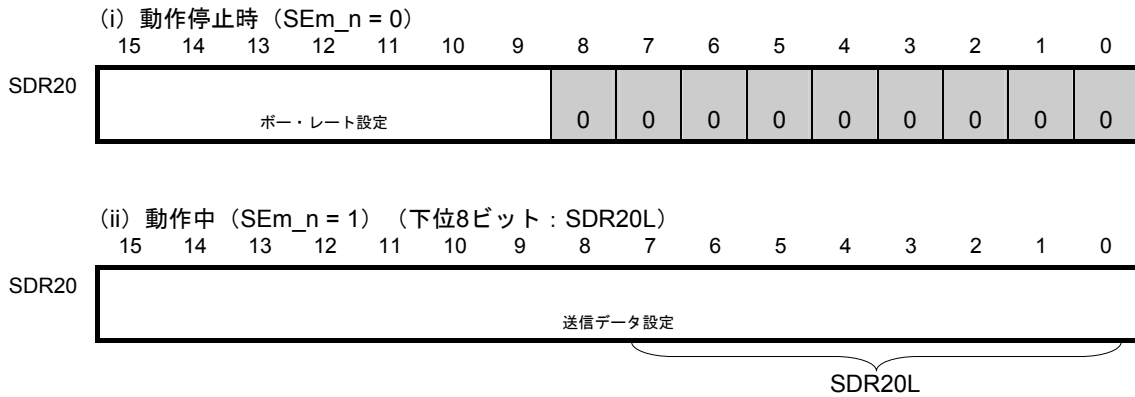 (i) 動作停止時（SEm_n = 0）
15 14 13 12 11 10 9 8 7 6 5 4 3 2 1 0
SDR20
ボー・レート設定 0 0 0 0 0 0 0 0 0
(ii) 動作中（SEm_n = 1）（下位8ビット：SDR20L）
15 14 13 12 11 10 9 8 7 6 5 4 3 2 1 0
SDR20
送信データ設定
SDR20L